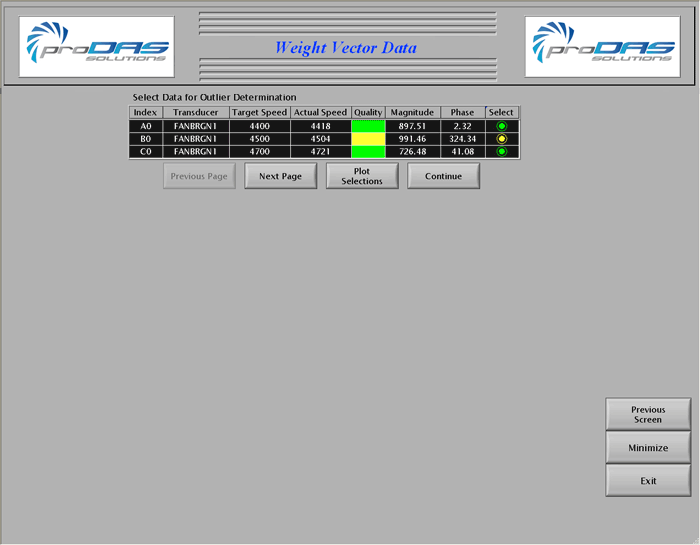 proDAS
SOLUTIONS
Weight Vector Data
proDAS
SOLUTIONS
Select Data for Outlier Determination
Index Transducer Target Speed Actual Speed Quality Magnitude Phase Select
A0 FANBRGN1 4400 4418 897.51 2.32
B0 FANBRGN1 4500 4504 991.46 324.34
C0 FANBRGN1 4700 4721 726.48 41.08
Previous Page Next Page Plot Selections Continue
Previous
Screen
Minimize
Exit